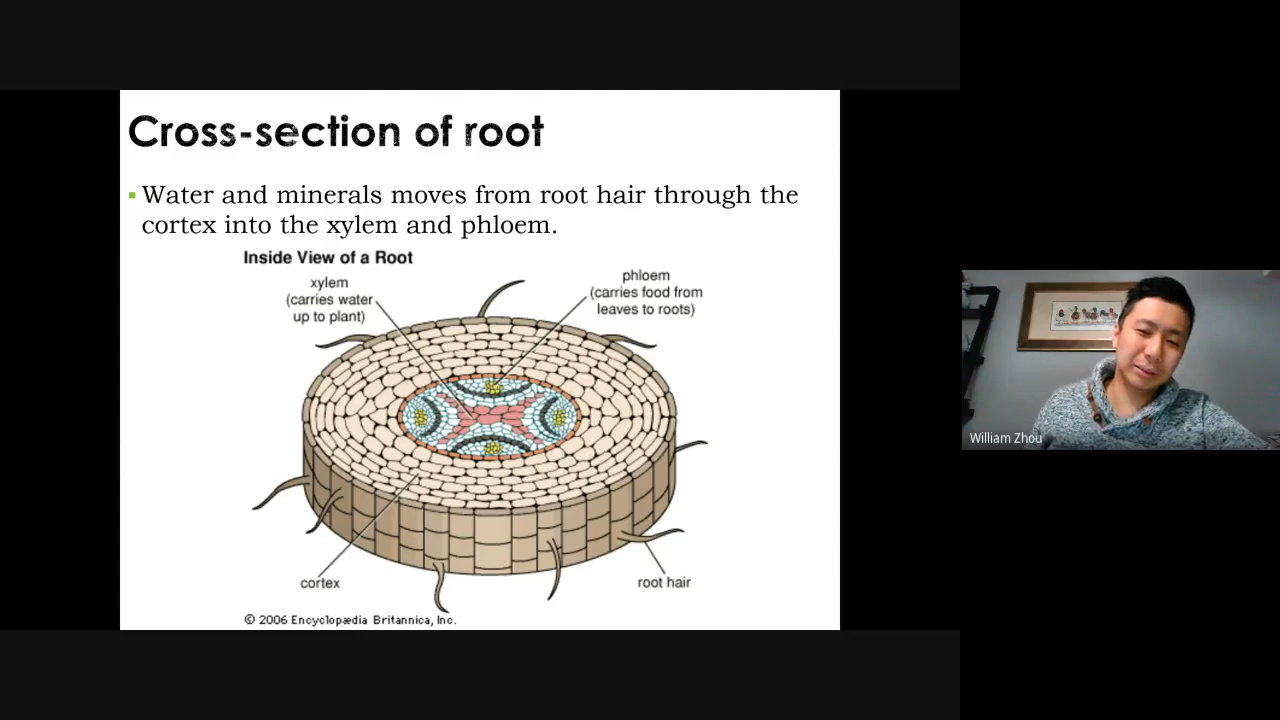 Cross-section of root
Water and minerals moves from root hair through the
cortex into the xylem and phloem.
Inside View of a Root
xylem
(carries water
up to plant)
phloem
(carries food from
leaves to roots)
cortex
root hair
© 2006 Encyclopædia Britannica, Inc.
William Zhou